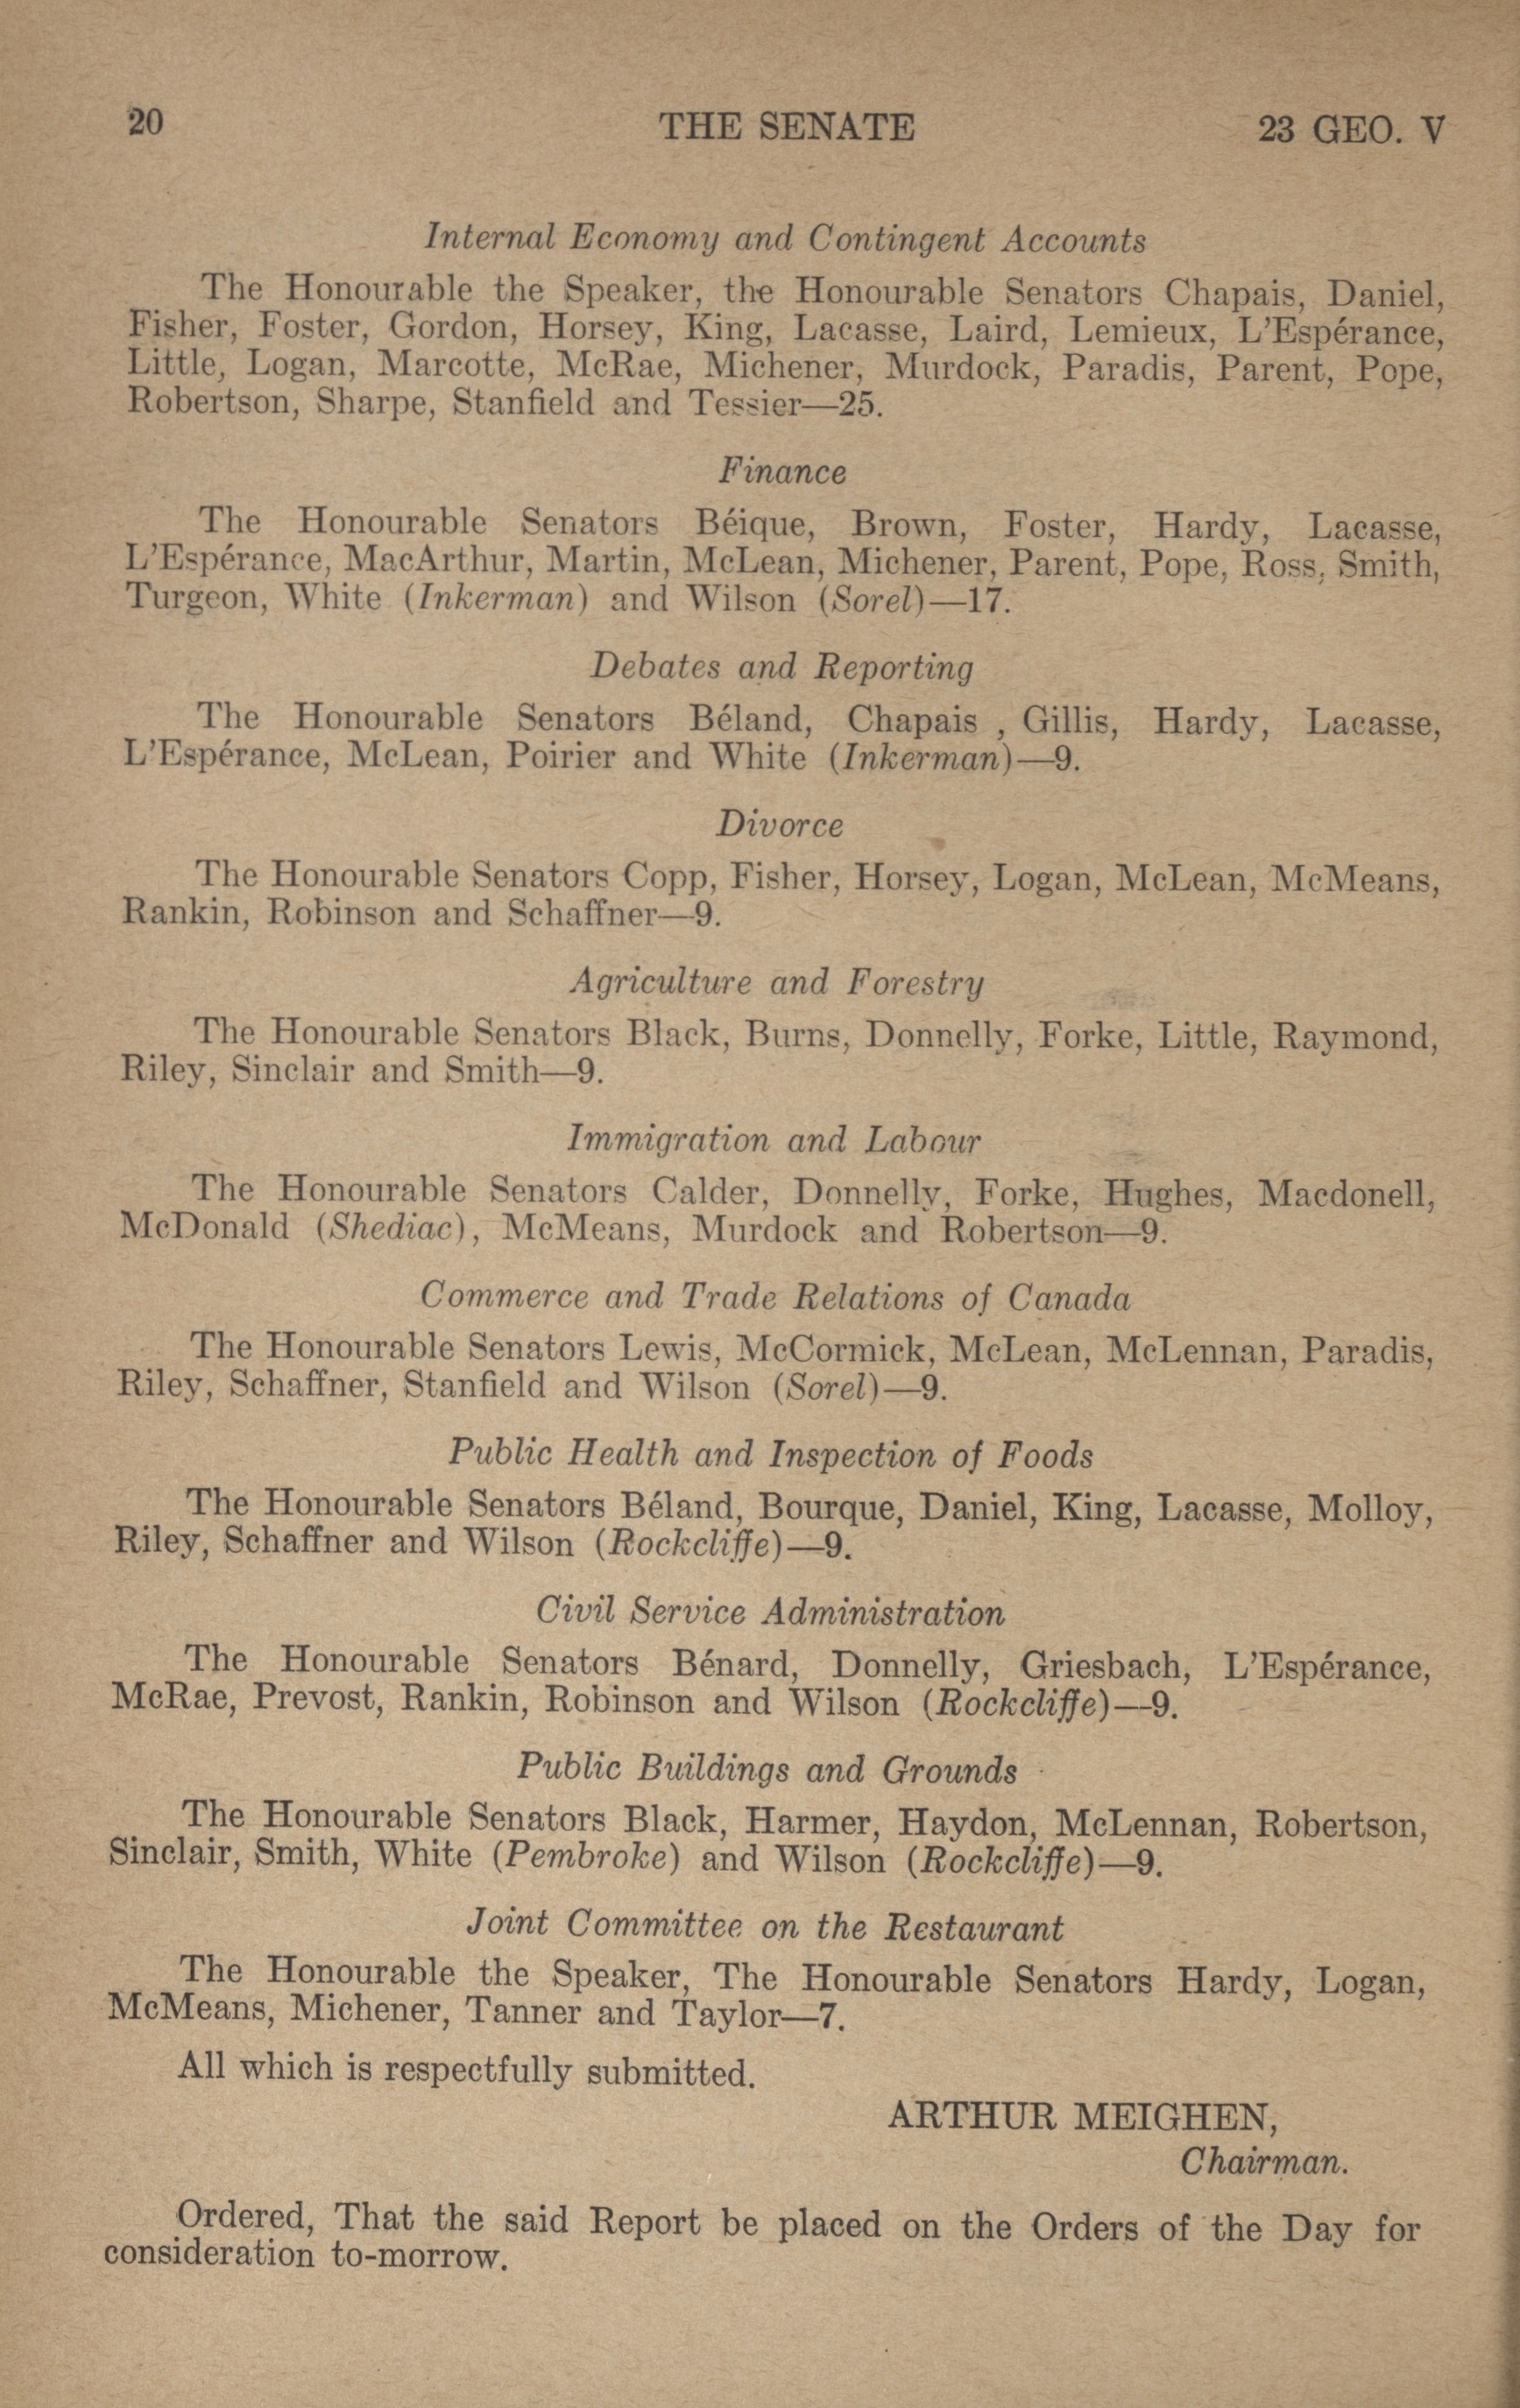 20 THE SENATE 23 GEO. V
Internal Economy and Contingent Accounts
The Honourable the Speaker, the Honourable Senators Chapais, Daniel,
Fisher, Foster, Gordon, Horsey, King, Lacasse, Laird, Lemieux, L'Espérance,
Little, Logan, Marcotte, McRae, Michener, Murdock, Paradis, Parent, Pope,
Robertson, Sharpe, Stanfield and Tessier—25.
Finance
The Honourable Senators Béique, Brown, Foster, Hardy, Lacasse,
L'Espérance, MacArthur, Martin, McLean, Michener, Parent, Pope, Ross, Smith,
Turgeon, White (Inkerman) and Wilson (Sorel)—17.
Debates and Reporting
The Honourable Senators Béland, Chapais , Gillis, Hardy, Lacasse,
L'Espérance, McLean, Poirier and White (Inkerman)—9.
Divorce
The Honourable Senators Copp, Fisher, Horsey, Logan, McLean, McMeans,
Rankin, Robinson and Schaffner—9.
Agriculture and Forestry
The Honourable Senators Black, Burns, Donnelly, Forke, Little, Raymond,
Riley, Sinclair and Smith—9.
Immigration and Labour
The Honourable Senators Calder, Donnelly, Forke, Hughes, Macdonell,
McDonald (Shediac), McMeans, Murdock and Robertson—9.
Commerce and Trade Relations of Canada
The Honourable Senators Lewis, McCormick, McLean, McLennan, Paradis,
Riley, Schaffner, Stanfield and Wilson (Sorel)—9.
Public Health and Inspection of Foods
The Honourable Senators Béland, Bourque, Daniel, King, Lacasse, Molloy,
Riley, Schaffner and Wilson (Rockcliffe)—9.
Civil Service Administration
The Honourable Senators Bénard, Donnelly, Griesbach, L'Espérance,
McRae, Prevost, Rankin, Robinson and Wilson (Rockcliffe)—9.
Public Buildings and Grounds
The Honourable Senators Black, Harmer, Haydon, McLennan, Robertson,
Sinclair, Smith, White (Pembroke) and Wilson (Rockcliffe)—9.
Joint Committee on the Restaurant
The Honourable the Speaker, The Honourable Senators Hardy, Logan,
McMeans, Michener, Tanner and Taylor—7.
All which is respectfully submitted.
ARTHUR MEIGHEN,
Chairman.
Ordered, That the said Report be placed on the Orders of the Day for
consideration to-morrow.